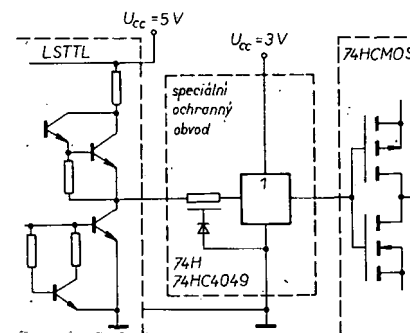 U_cc = 5 V
LSTTL
U_cc = 3 V
74HCMOS
speciální
ochranný
obvod
1
74H
74HC4049